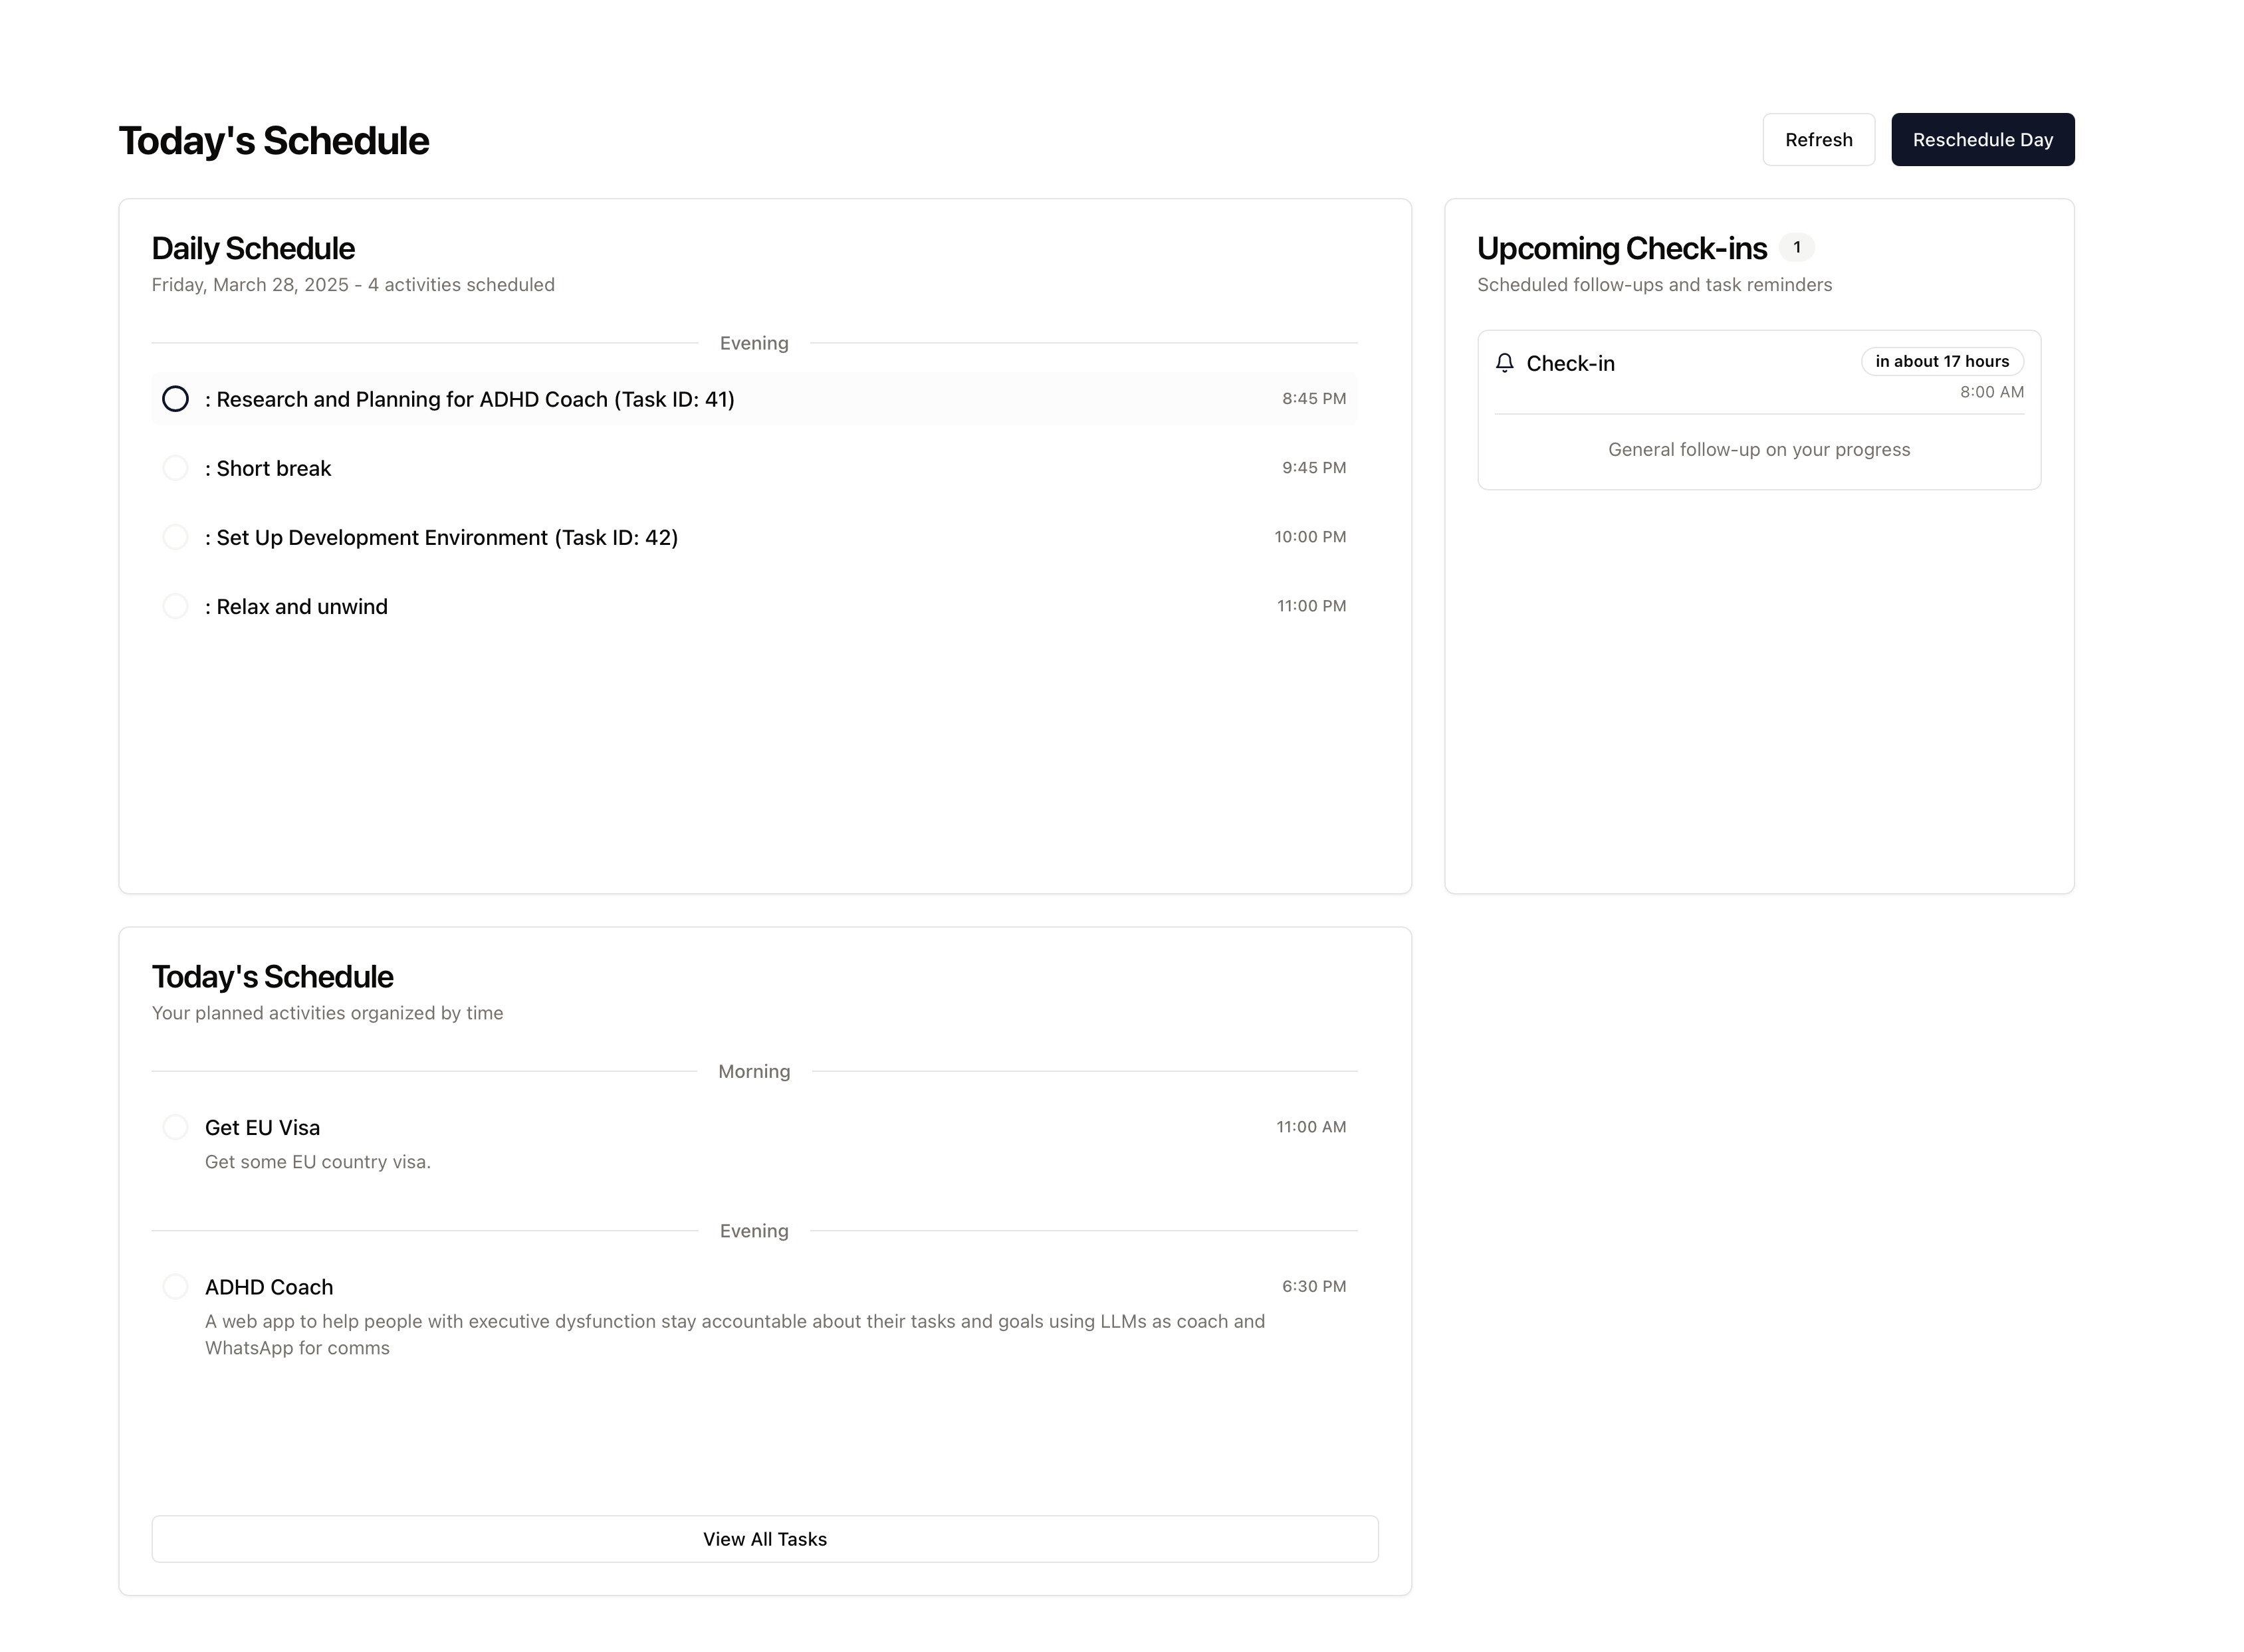 Today's Schedule
Refresh
Reschedule Day
Daily Schedule
Friday, March 28, 2025 - 4 activities scheduled
Evening
: Research and Planning for ADHD Coach (Task ID: 41)
8:45 PM
: Short break
9:45 PM
: Set Up Development Environment (Task ID: 42)
10:00 PM
: Relax and unwind
11:00 PM
Upcoming Check-ins 1
Scheduled follow-ups and task reminders
Check-in
in about 17 hours
8:00 AM
General follow-up on your progress
Today's Schedule
Your planned activities organized by time
Morning
Get EU Visa
11:00 AM
Get some EU country visa.
Evening
ADHD Coach
6:30 PM
A web app to help people with executive dysfunction stay accountable about their tasks and goals using LLMs as coach and
WhatsApp for comms
View All Tasks